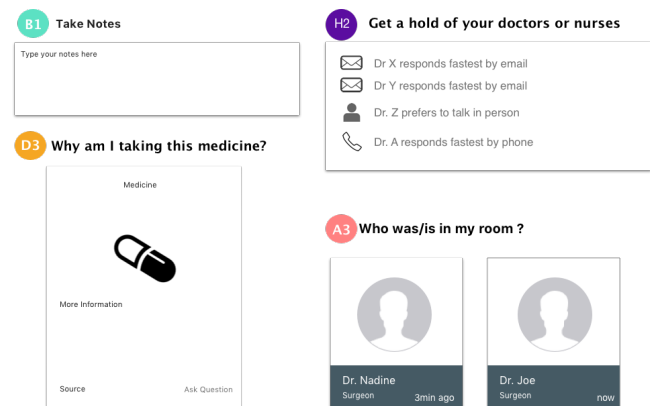 B1 Take Notes
Type your notes here
D3 Why am I taking this medicine?
Medicine
More Information
Source Ask Question
H2 Get a hold of your doctors or nurses
Dr X responds fastest by email
Dr Y responds fastest by email
Dr. Z prefers to talk in person
Dr. A responds fastest by phone
A3 Who was/is in my room ?
Dr. Nadine
Surgeon 3min ago
Dr. Joe
Surgeon now